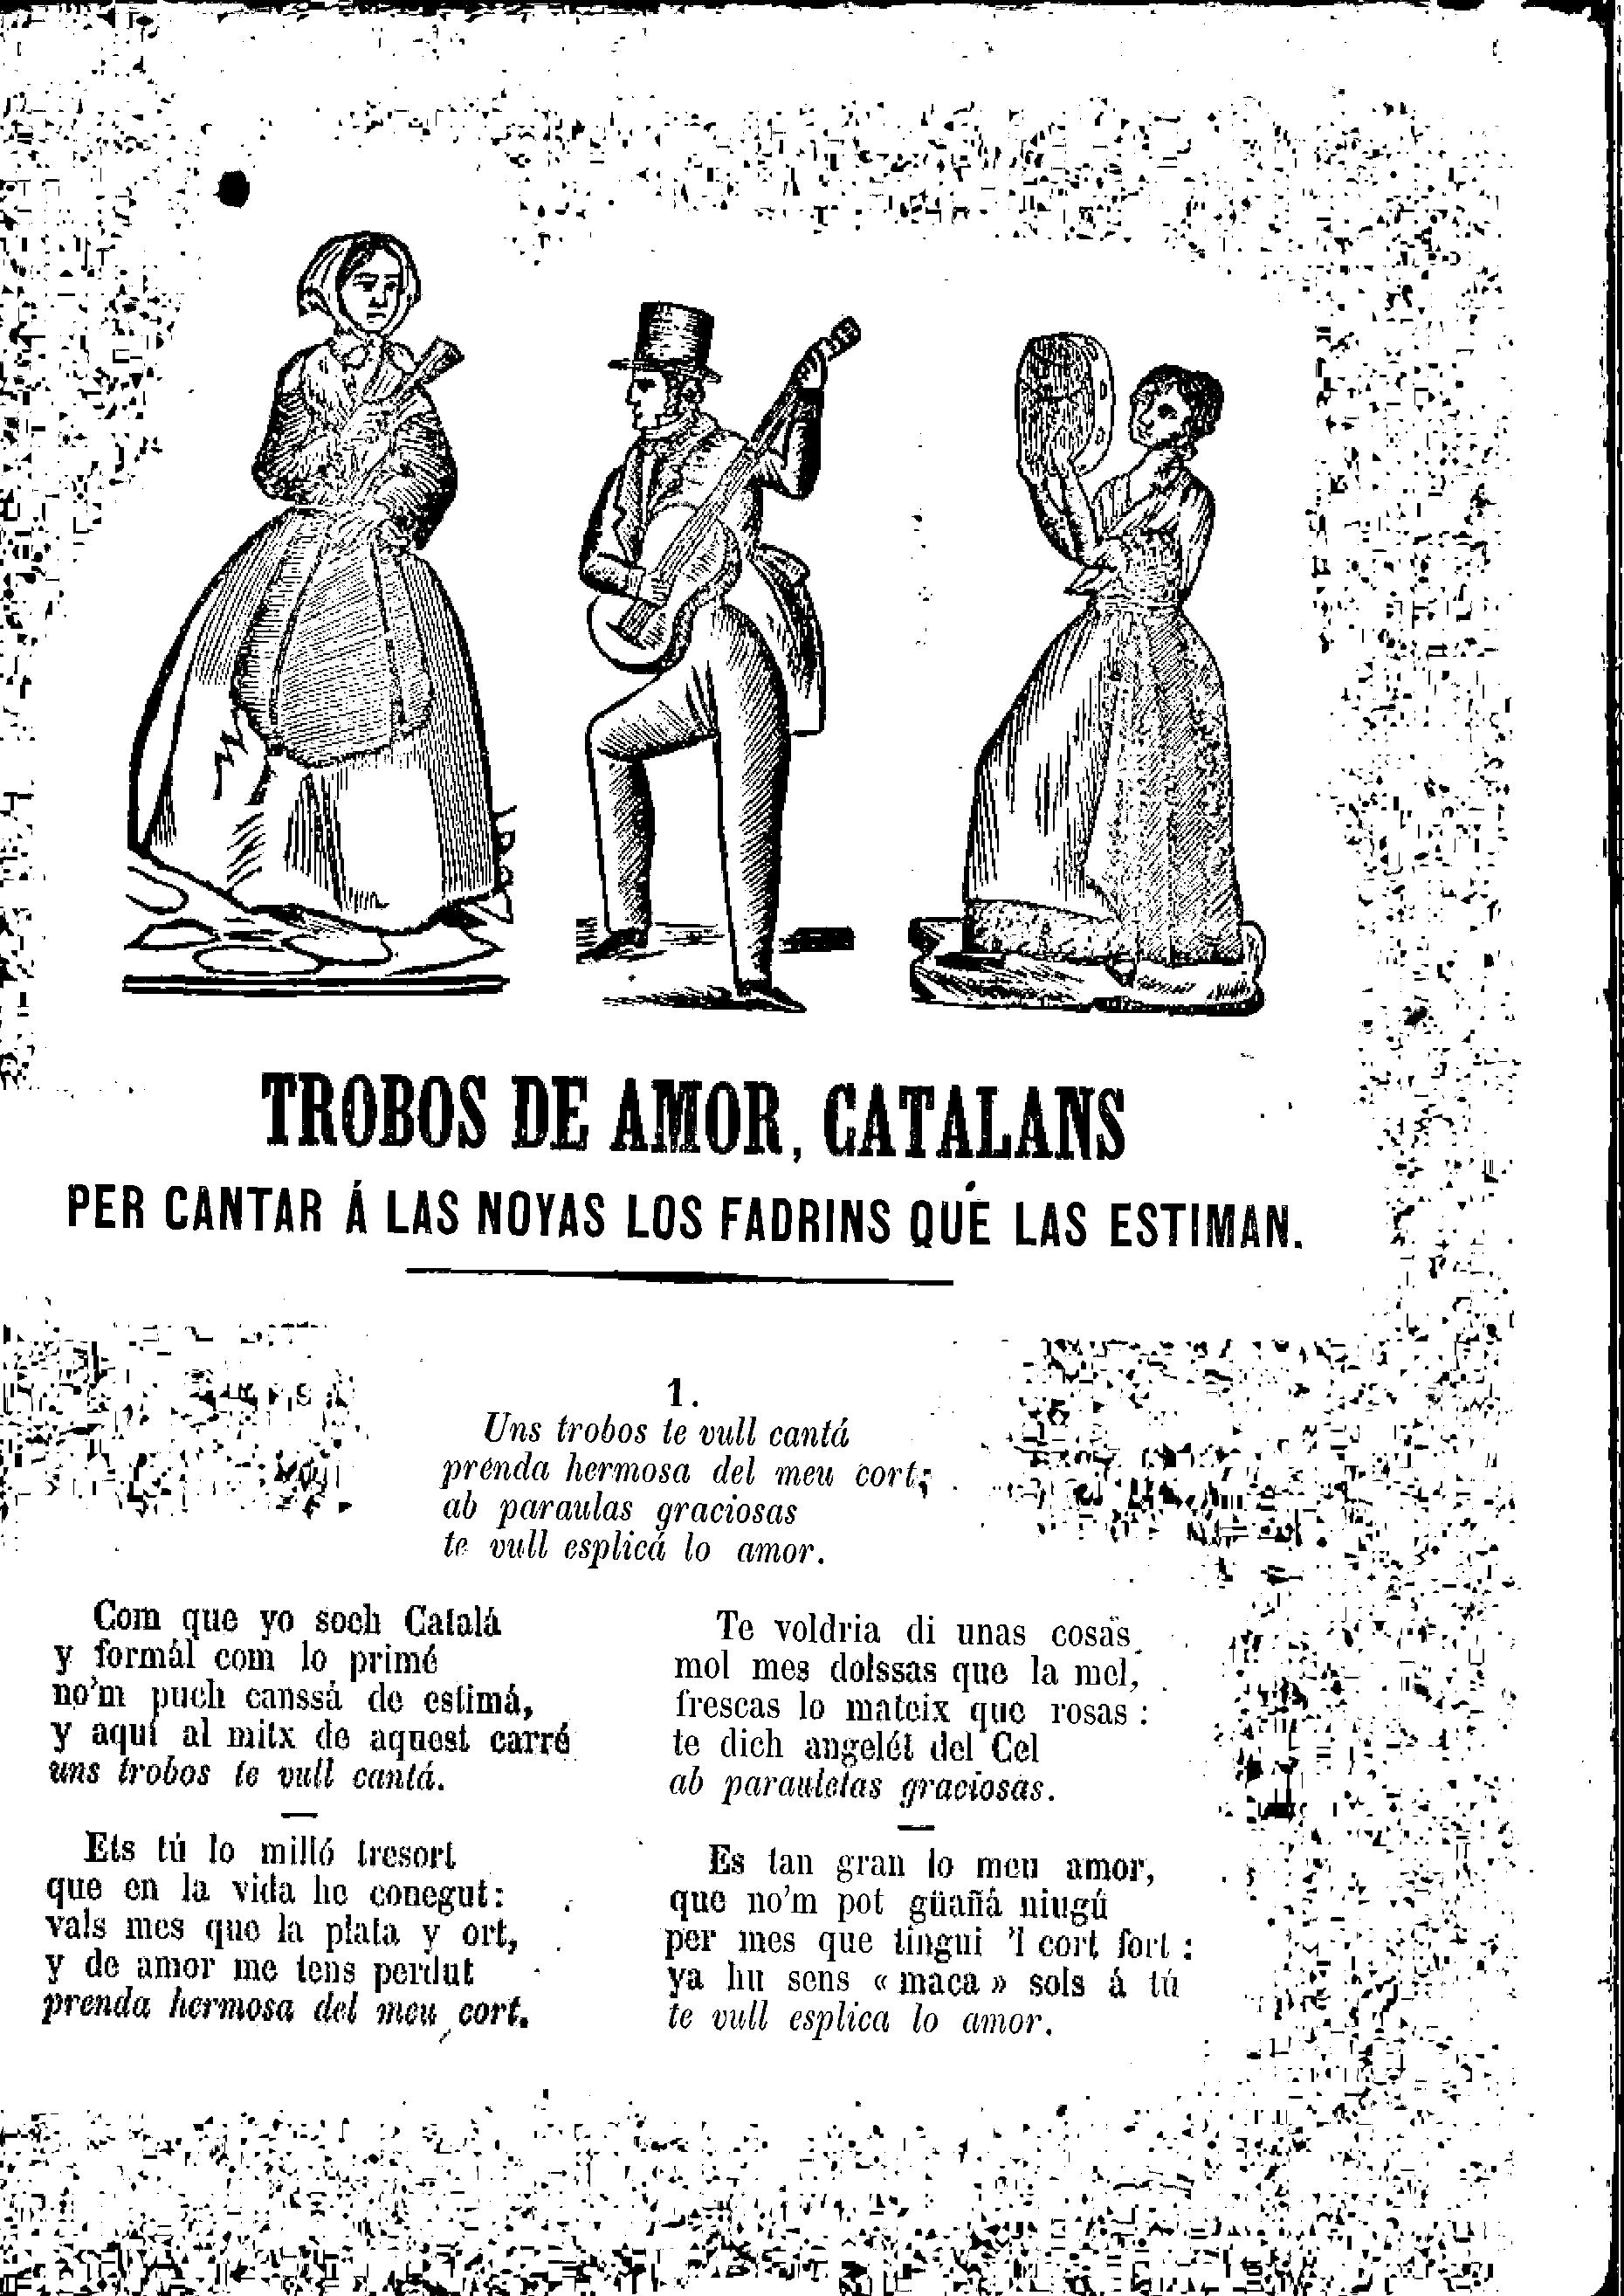 TROBOS DE AMOR, CATALANS
PER CANTAR Á LAS NOYAS LOS FADRINS QUE LAS ESTIMAN.
1.
Uns trobos te vull cantá
prenda hermosa del meu cort;
ab paraulas graciosas
te vull esplicá lo amor.
Com que yo soch Catalá
y formál com lo primé
no'm puch canssá de estimá,
y aquí al mitx de aquest carré
uns trobos te vull cantá.
Ets tú lo milló tresort
que en la vida he conegut:
vals mes que la plata y ort,
y de amor me tens perdut
prenda hermosa del meu cort.
Te voldria di unas cosas
mol mes dolssas que la mel,
frescas lo mateix que rosas:
te dich angelét del Cel
ab parauletas graciosas.
Es tan gran lo meu amor,
que no'm pot güañá ningú
per mes que tingui 'l cort fort:
ya hu sens «maca» sols á tú
te vull esplica lo amor.